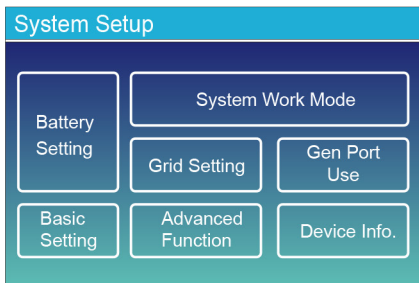 System Setup
Battery
Setting
System Work Mode
Grid Setting
Gen Port
Use
Basic
Setting
Advanced
Function
Device Info.